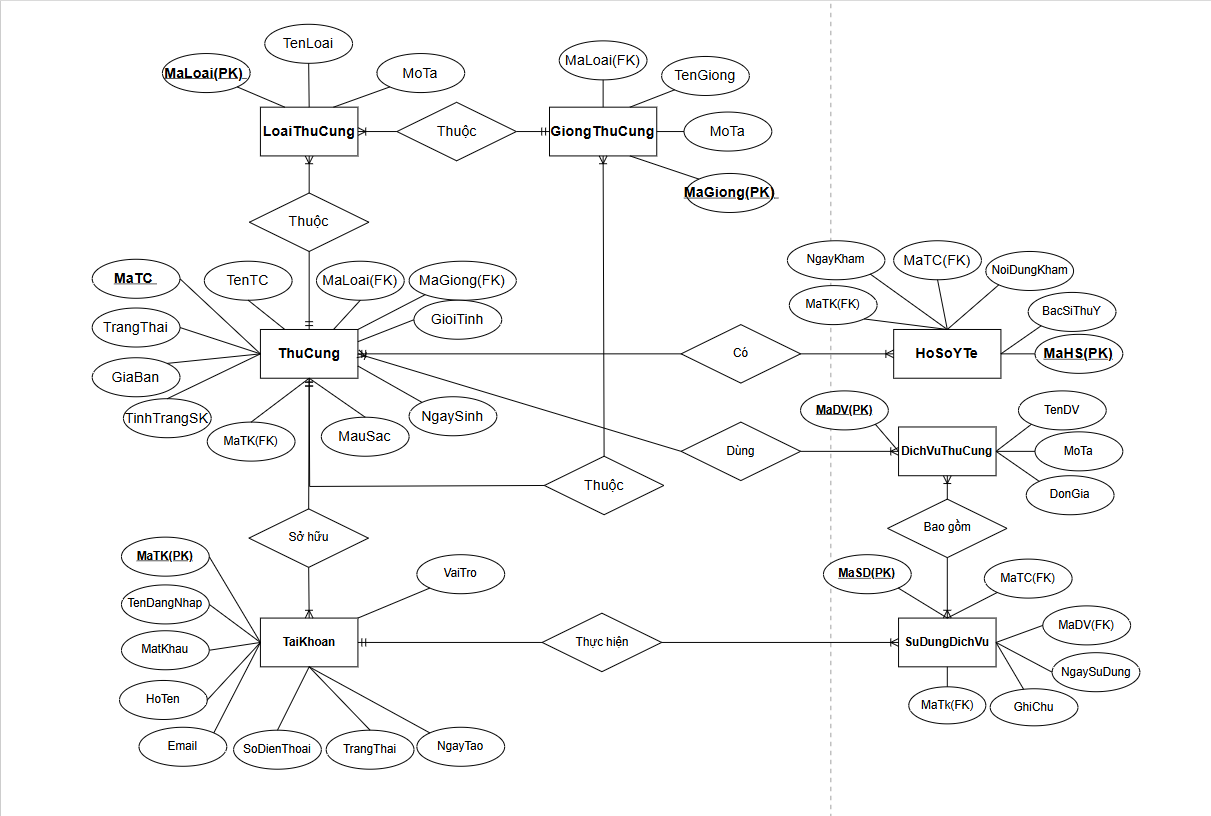 TenLoai
MaLoai(PK)
MoTa
LoaiThuCung
Thuộc
MaLoai(FK)
TenGiong
GiongThuCung
MoTa
MaGiong(PK)
Thuộc
MaTC
TenTC
MaLoai(FK)
MaGiong(FK)
GioiTinh
TrangThai
ThuCung
GiaBan
TinhTrangSK
MaTK(FK)
MauSac
NgaySinh
Có
NgayKham
MaTC(FK)
NoiDungKham
MaTK(FK)
BacSiThuY
HoSoYTe
MaHS(PK)
Dùng
MaDV(PK)
TenDV
DichVuThuCung
MoTa
DonGia
Thuộc
Sở hữu
Bao gồm
MaTK(PK)
TenDangNhap
MatKhau
HoTen
Email
SoDienThoai
TrangThai
NgayTao
VaiTro
TaiKhoan
Thực hiện
MaSD(PK)
MaTC(FK)
MaDV(FK)
SuDungDichVu
NgaySuDung
MaTk(FK)
GhiChu